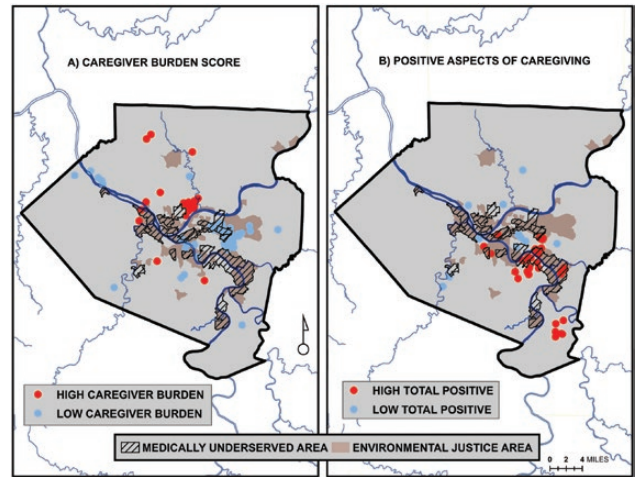 A) CAREGIVER BURDEN SCORE
B) POSITIVE ASPECTS OF CAREGIVING
HIGH CAREGIVER BURDEN
LOW CAREGIVER BURDEN
HIGH TOTAL POSITIVE
LOW TOTAL POSITIVE
MEDICALLY UNDERSERVED AREA
ENVIRONMENTAL JUSTICE AREA
0 2 4 MILES